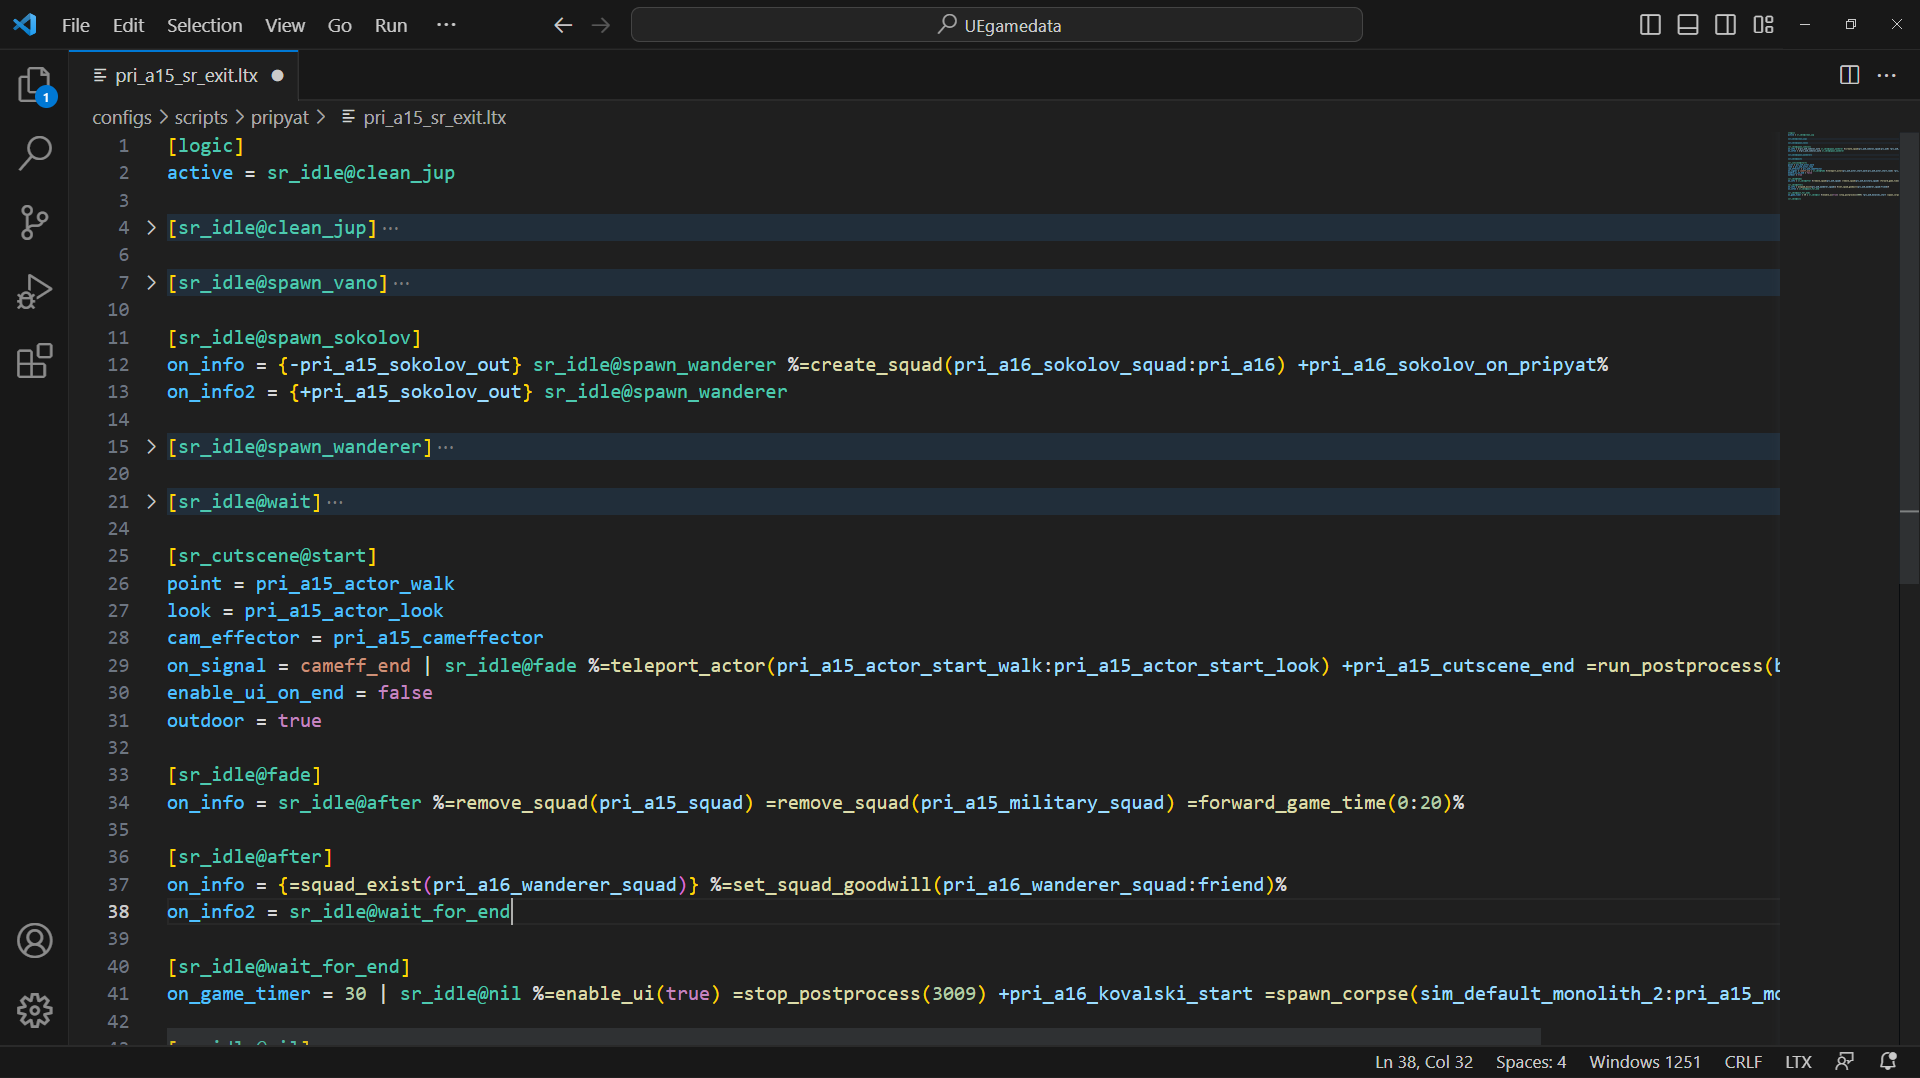 File Edit Selection View Go Run ···
UEgamedata
pri_a15_sr_exit.ltx
1
configs > scripts > pripyat > pri_a15_sr_exit.ltx
1 [logic]
2 active = sr_idle@clean_jup
3
4 [sr_idle@clean_jup] ···
6
7 [sr_idle@spawn_vano] ···
10
11 [sr_idle@spawn_sokolov]
12 on_info = {-pri_a15_sokolov_out} sr_idle@spawn_wanderer %=create_squad(pri_a16_sokolov_squad:pri_a16) +pri_a16_sokolov_on_pripyat%
13 on_info2 = {+pri_a15_sokolov_out} sr_idle@spawn_wanderer
14
15 [sr_idle@spawn_wanderer] ···
20
21 [sr_idle@wait] ···
24
25 [sr_cutscene@start]
26 point = pri_a15_actor_walk
27 look = pri_a15_actor_look
28 cam_effector = pri_a15_cameffector
29 on_signal = cameff_end | sr_idle@fade %=teleport_actor(pri_a15_actor_start_walk:pri_a15_actor_start_look) +pri_a15_cutscene_end =run_postprocess(
30 enable_ui_on_end = false
31 outdoor = true
32
33 [sr_idle@fade]
34 on_info = sr_idle@after %=remove_squad(pri_a15_squad) =remove_squad(pri_a15_military_squad) =forward_game_time(0:20)%
35
36 [sr_idle@after]
37 on_info = {=squad_exist(pri_a16_wanderer_squad)} %=set_squad_goodwill(pri_a16_wanderer_squad:friend)%
38 on_info2 = sr_idle@wait_for_end
39
40 [sr_idle@wait_for_end]
41 on_game_timer = 30 | sr_idle@nil %=enable_ui(true) =stop_postprocess(3009) +pri_a16_kovalski_start =spawn_corpse(sim_default_monolith_2:pri_a15_mo
42
Ln 38, Col 32 Spaces: 4 Windows 1251 CRLF LTX